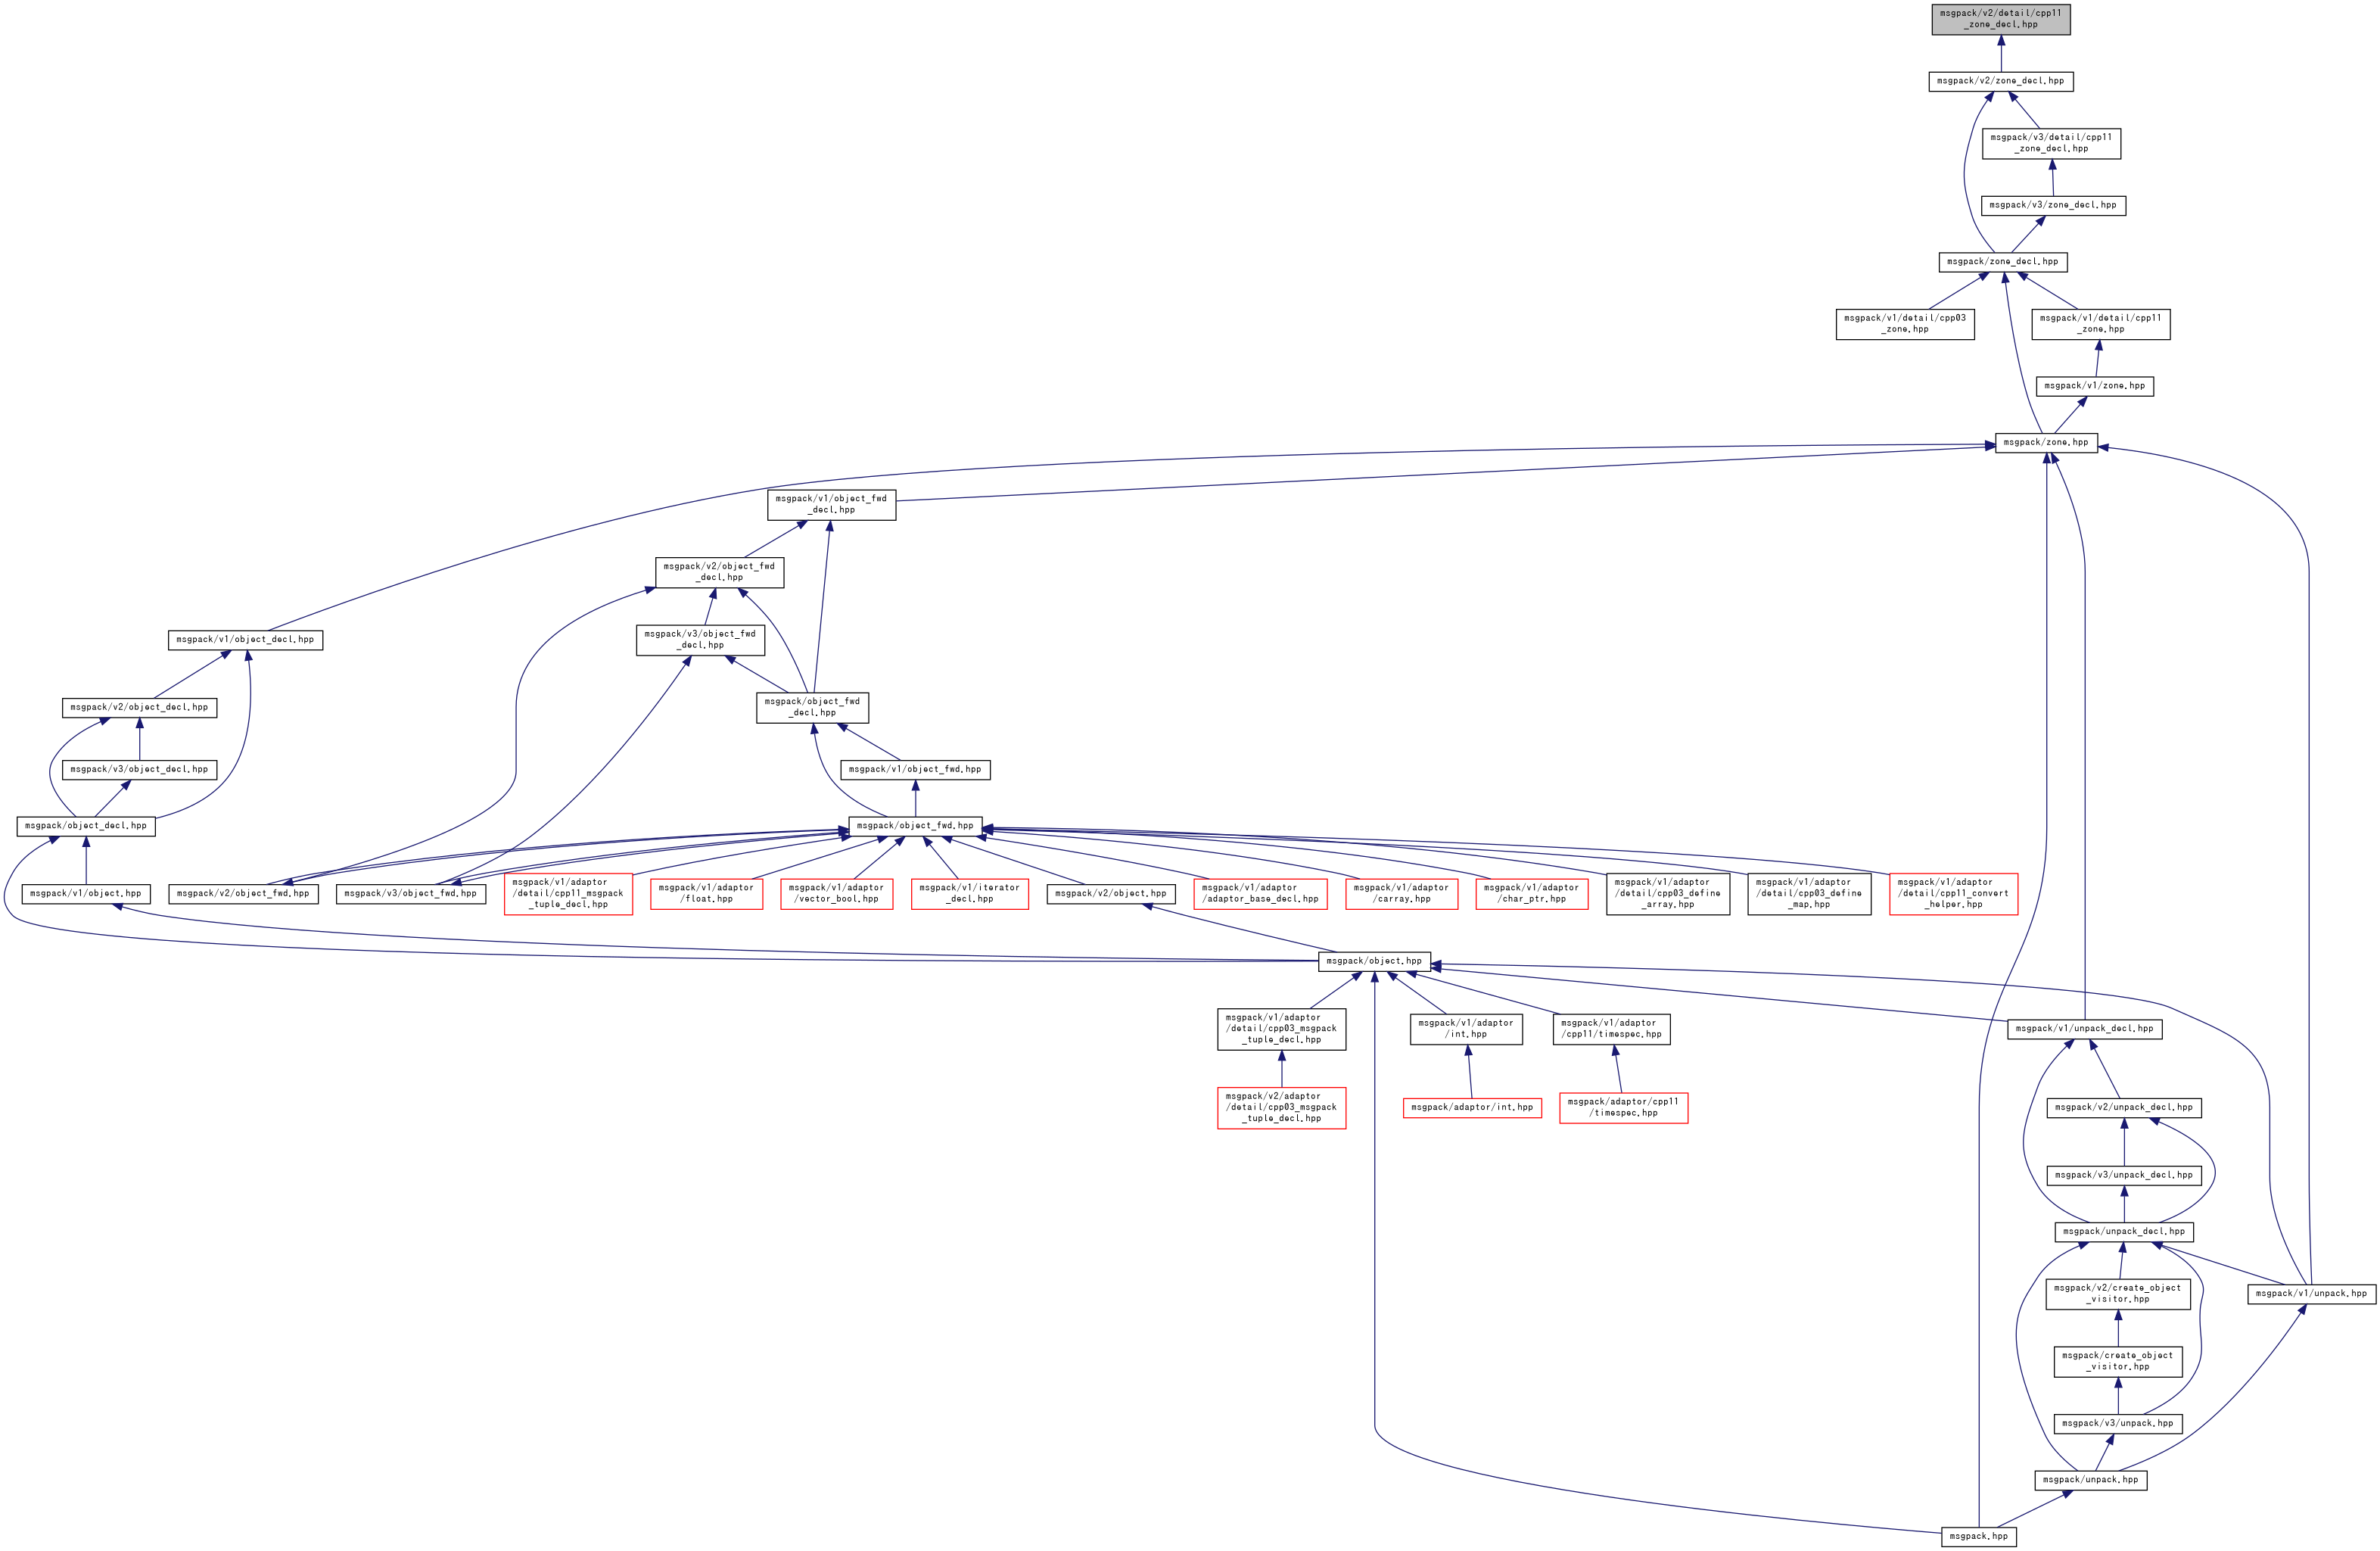 msgpack/v2/detail/cpp11
_zone_decl.hpp
msgpack/v2/zone_decl.hpp
msgpack/v3/detail/cpp11
_zone_decl.hpp
msgpack/v3/zone_decl.hpp
msgpack/zone_decl.hpp
msgpack/v1/detail/cpp03
_zone.hpp
msgpack/v1/detail/cpp11
_zone.hpp
msgpack/v1/zone.hpp
msgpack/zone.hpp
msgpack/v1/object_fwd
_decl.hpp
msgpack/v2/object_fwd
_decl.hpp
msgpack/v1/object_decl.hpp
msgpack/v3/object_fwd
_decl.hpp
msgpack/v2/object_decl.hpp
msgpack/object_fwd
_decl.hpp
msgpack/v3/object_decl.hpp
msgpack/v1/object_fwd.hpp
msgpack/object_decl.hpp
msgpack/object_fwd.hpp
msgpack/v1/object.hpp
msgpack/v2/object_fwd.hpp
msgpack/v3/object_fwd.hpp
msgpack/v1/adaptor
/detail/cpp11_msgpack
_tuple_decl.hpp
msgpack/v1/adaptor
/float.hpp
msgpack/v1/adaptor
/vector_bool.hpp
msgpack/v1/iterator
_decl.hpp
msgpack/v2/object.hpp
msgpack/v1/adaptor
/adaptor_base_decl.hpp
msgpack/v1/adaptor
/carray.hpp
msgpack/v1/adaptor
/char_ptr.hpp
msgpack/v1/adaptor
/detail/cpp03_define
_array.hpp
msgpack/v1/adaptor
/detail/cpp03_define
_map.hpp
msgpack/v1/adaptor
/detail/cpp11_convert
_helper.hpp
msgpack/object.hpp
msgpack/v1/adaptor
/detail/cpp03_msgpack
_tuple_decl.hpp
msgpack/v1/adaptor
/int.hpp
msgpack/v1/adaptor
/cpp11/timespec.hpp
msgpack/v1/unpack_decl.hpp
msgpack/v2/adaptor
/detail/cpp03_msgpack
_tuple_decl.hpp
msgpack/adaptor/int.hpp
msgpack/adaptor/cpp11
/timespec.hpp
msgpack/v2/unpack_decl.hpp
msgpack/v3/unpack_decl.hpp
msgpack/unpack_decl.hpp
msgpack/v2/create_object
_visitor.hpp
msgpack/v1/unpack.hpp
msgpack/create_object
_visitor.hpp
msgpack/v3/unpack.hpp
msgpack/unpack.hpp
msgpack.hpp